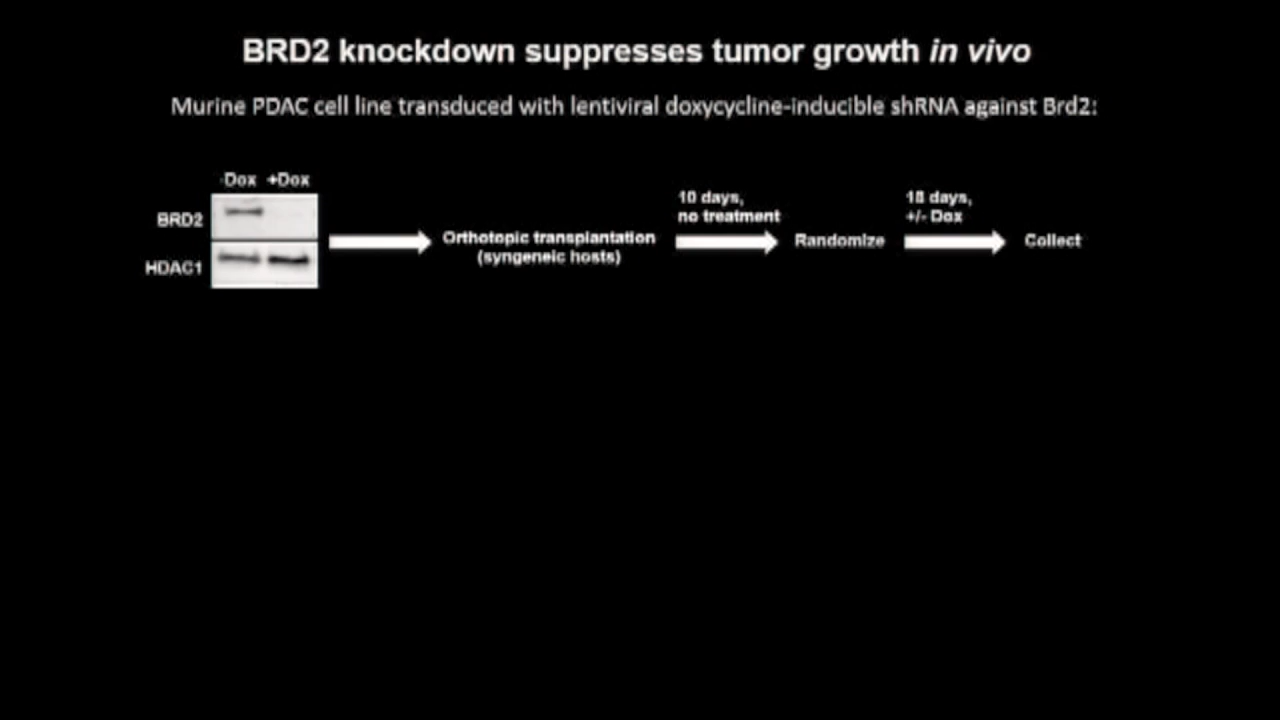 BRD2 knockdown suppresses tumor growth in vivo
Murine PDAC cell line transduced with lentiviral doxycycline-inducible shRNA against Brd2:
-Dox +Dox
BRD2
HDAC1
Orthotopic transplantation
(syngeneic hosts)
10 days,
no treatment
Randomize
18 days,
+/- Dox
Collect